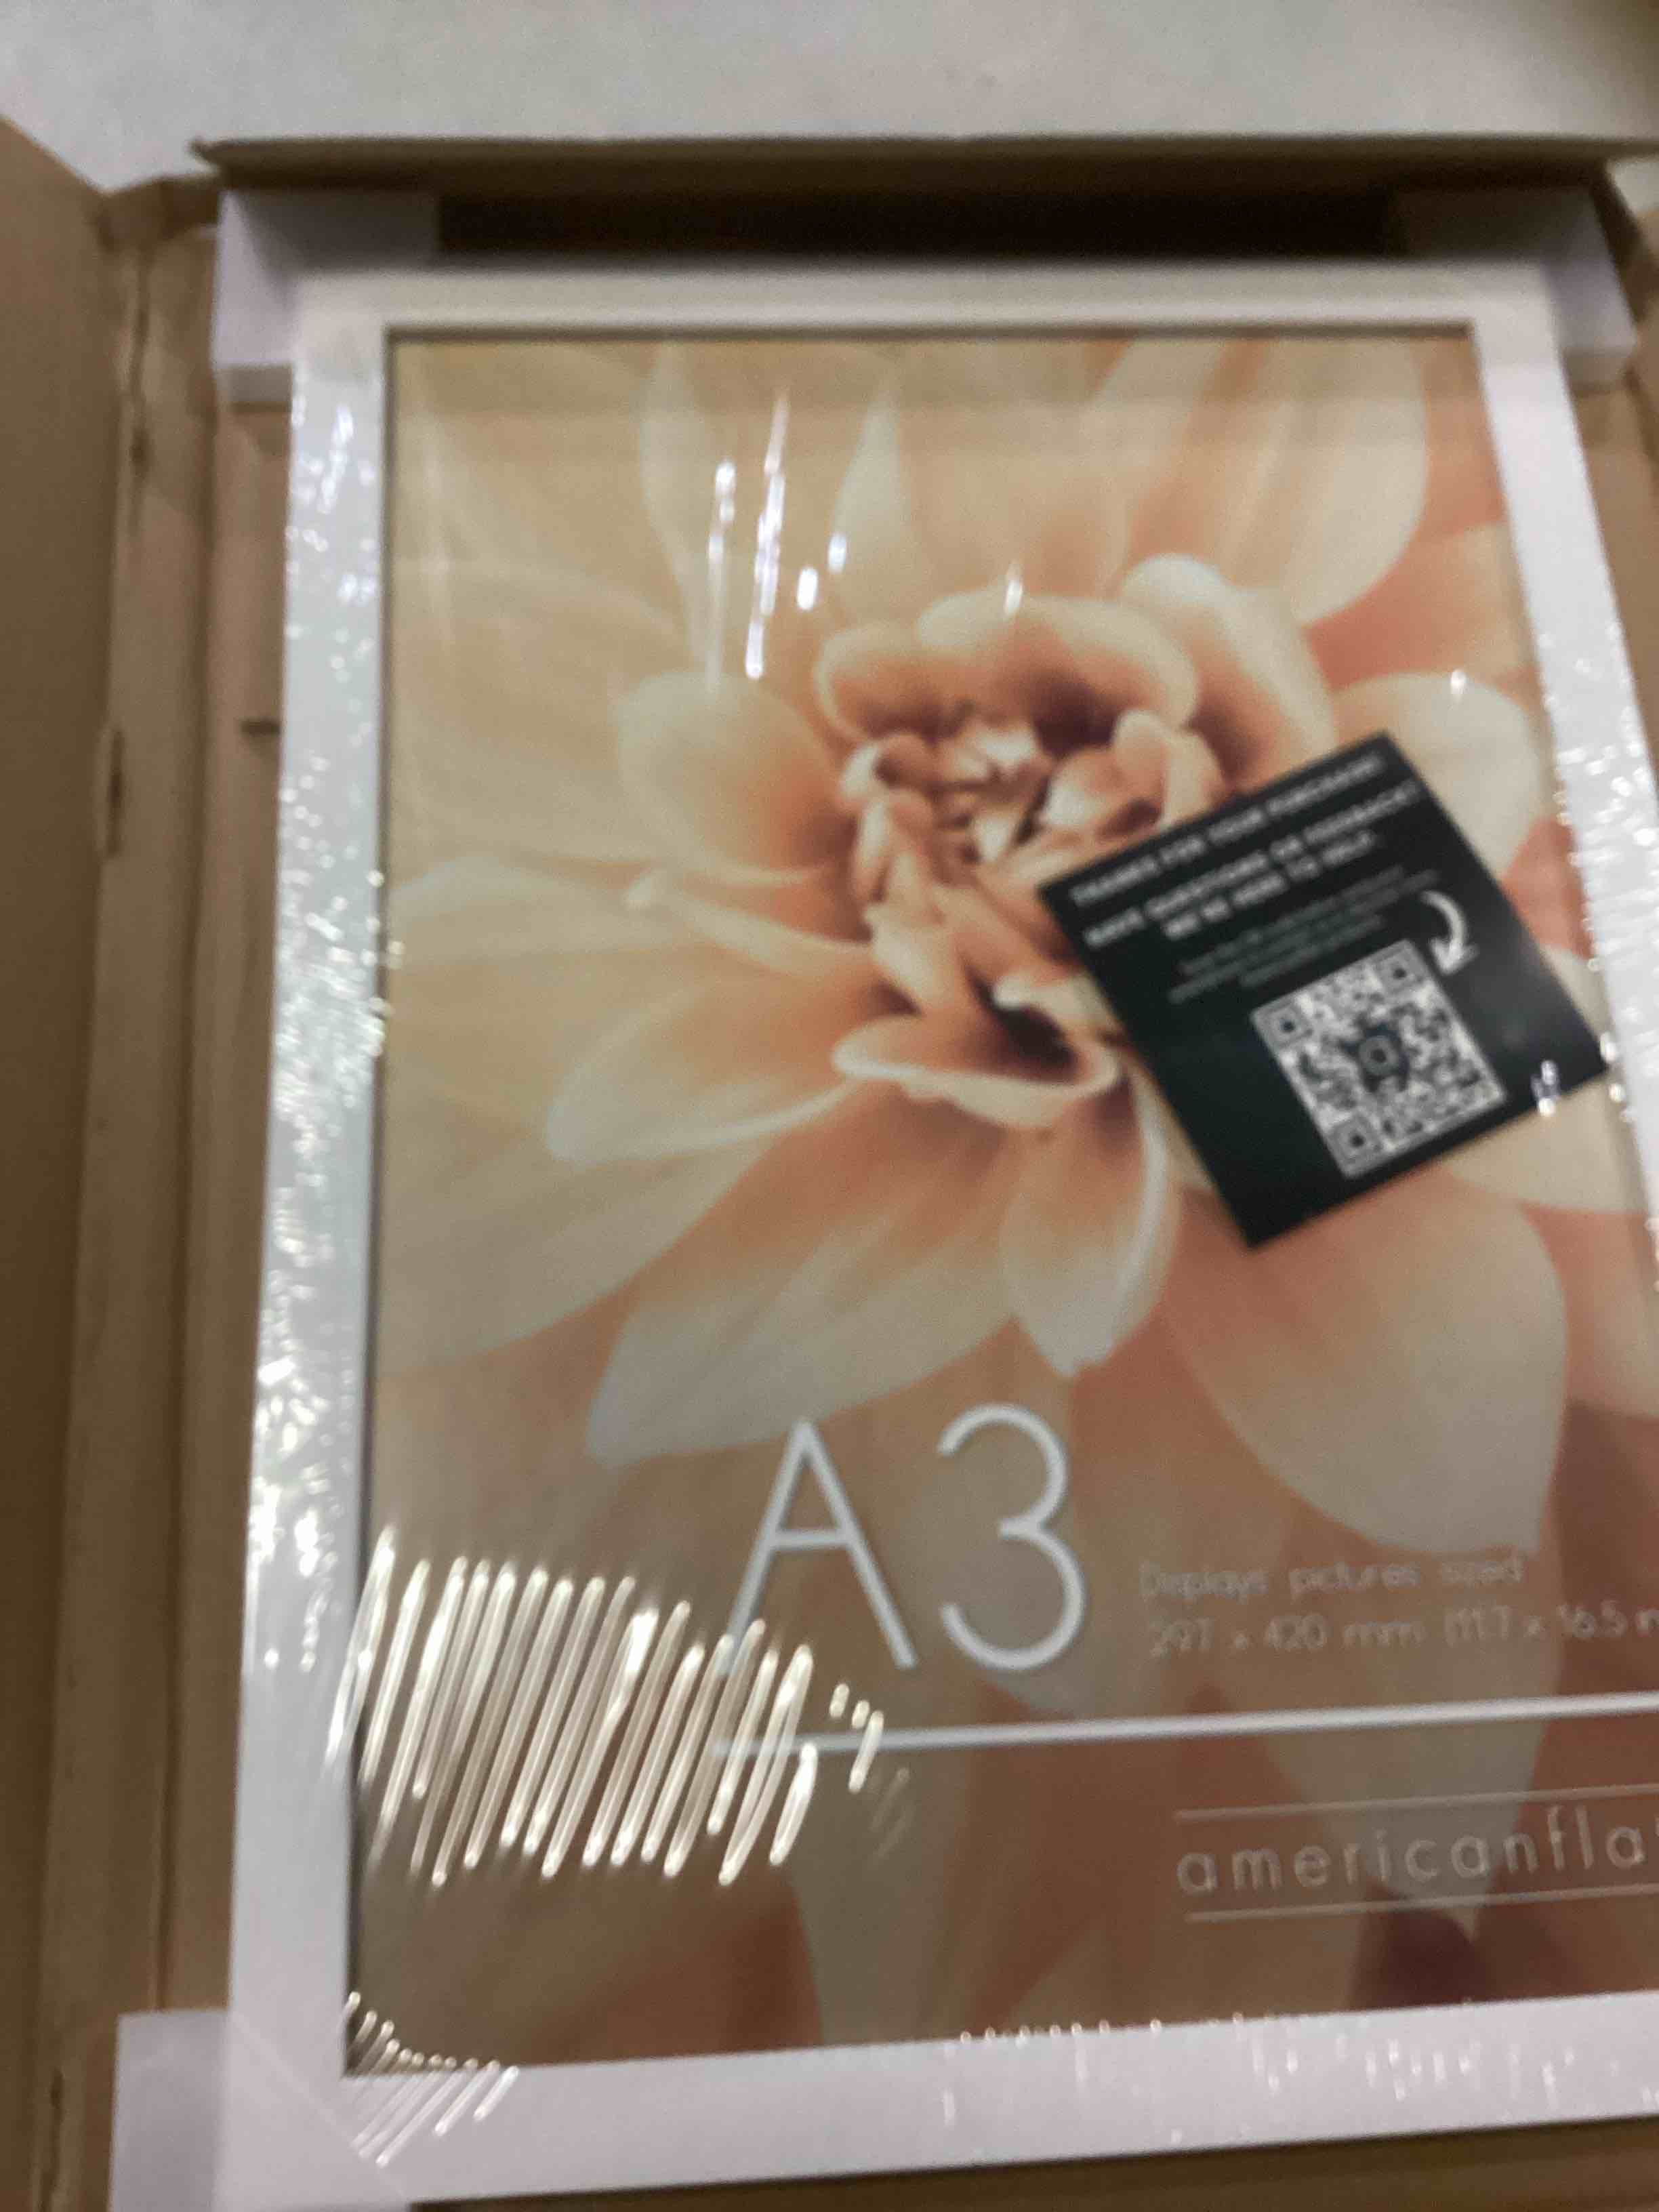 THANKS FOR YOUR PURCHASE!
HAVE QUESTIONS OR FEEDBACK?
WE'RE HERE TO HELP.
A3
Displays pictures sized
297 x 420 mm (11.7 x 16.5
americanfla